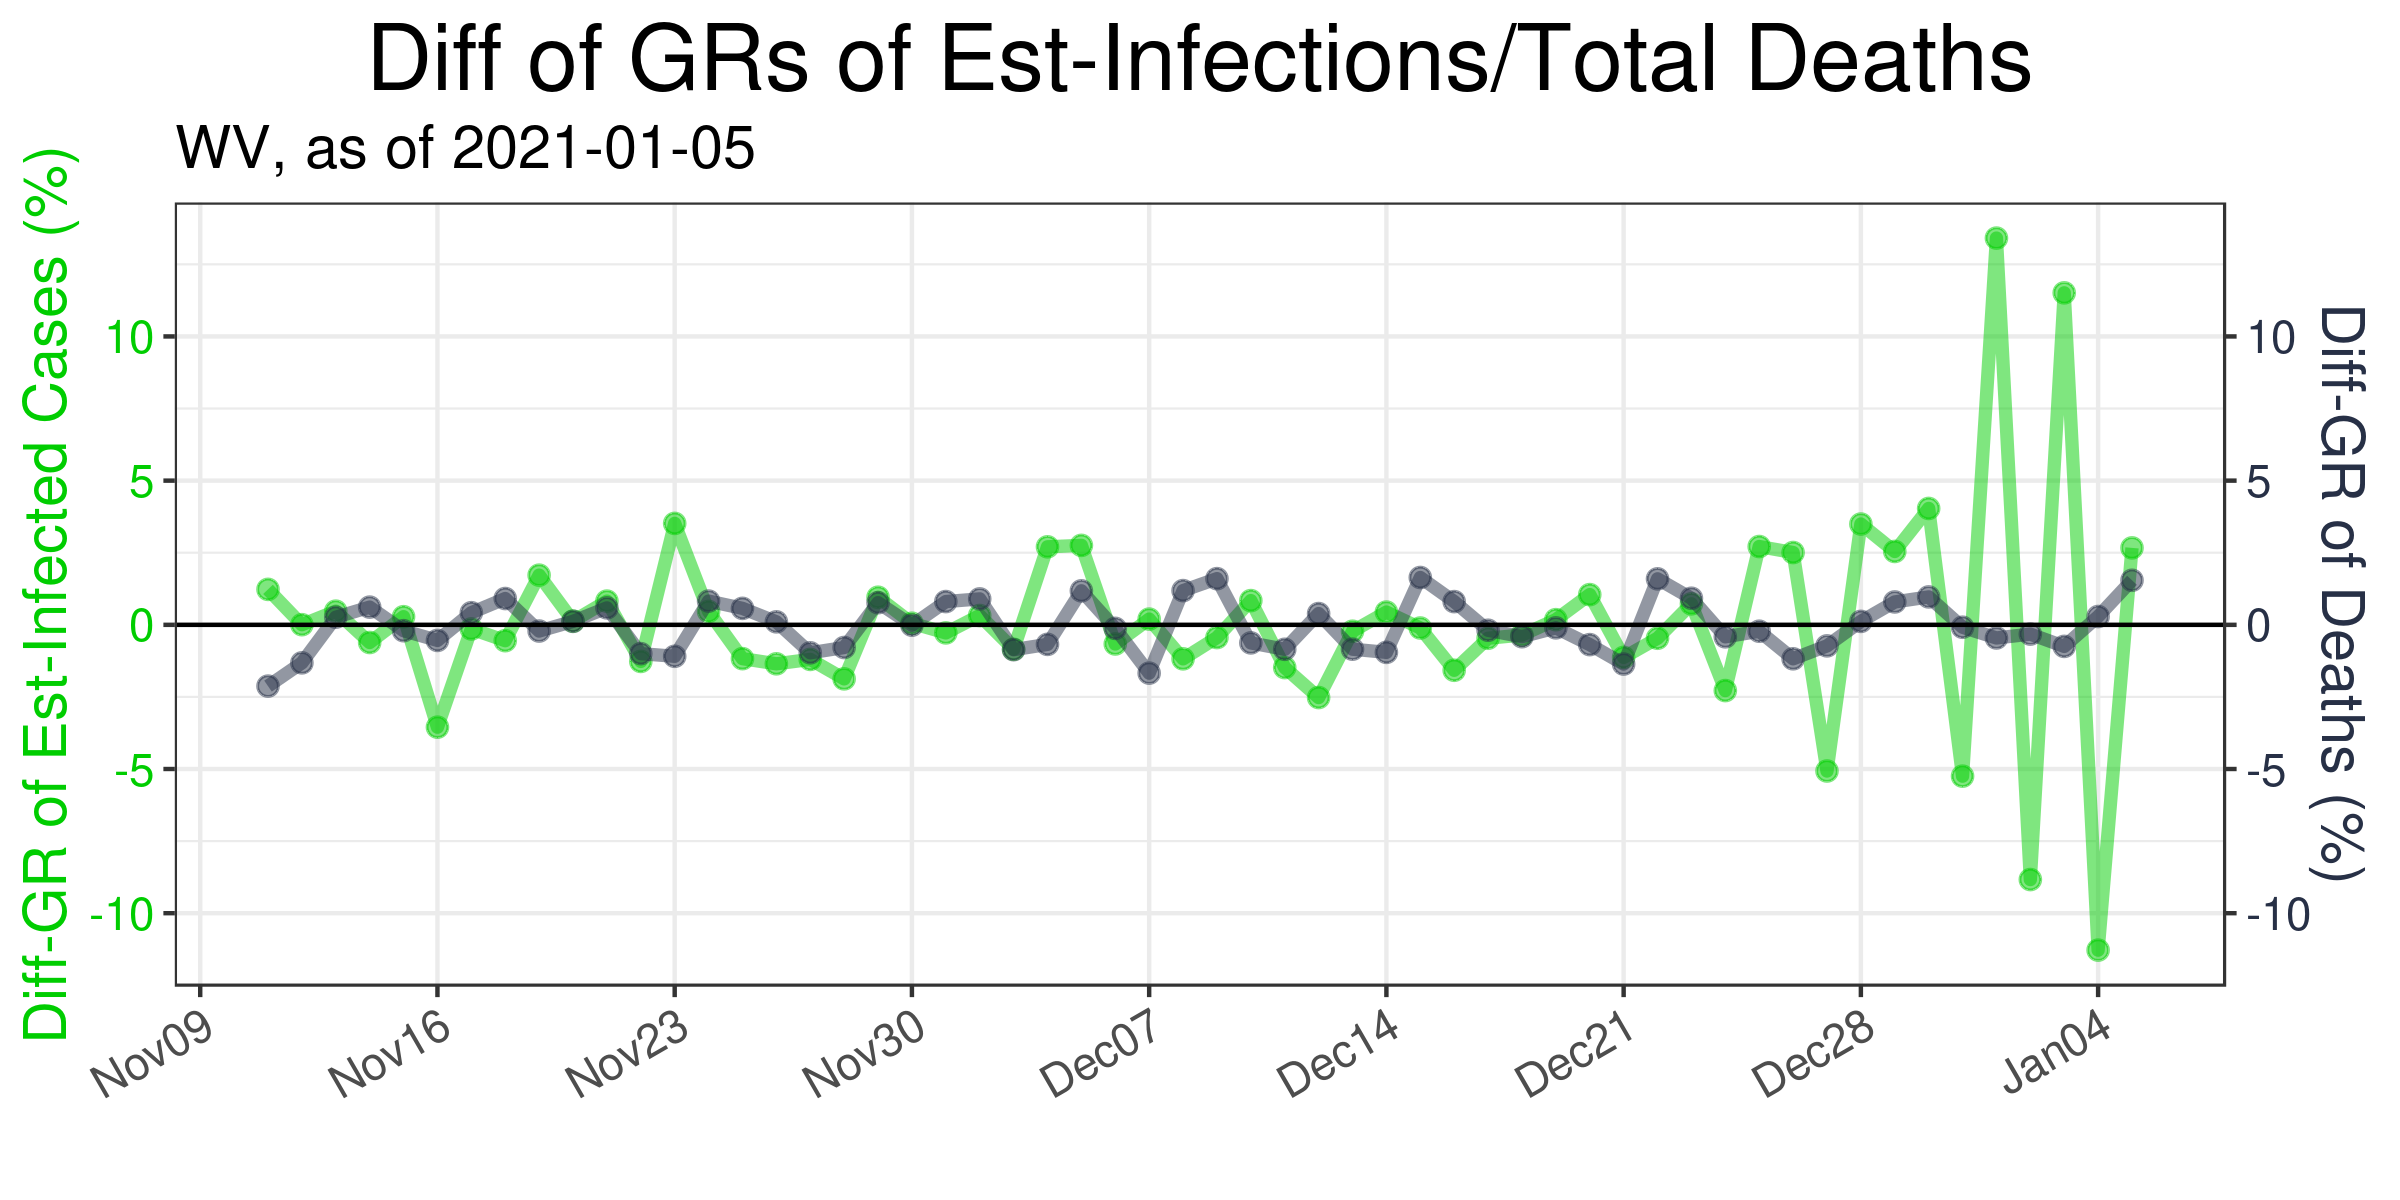 Diff of GRs of Est-Infections/Total Deaths
WV, as of 2021-01-05
Diff-GR of Est-Infected Cases (%)
10
5
0
-5
-10
10
5
0
-5
-10
Diff-GR of Deaths (%)
Nov09
Nov16
Nov23
Nov30
Dec07
Dec14
Dec21
Dec28
Jan04